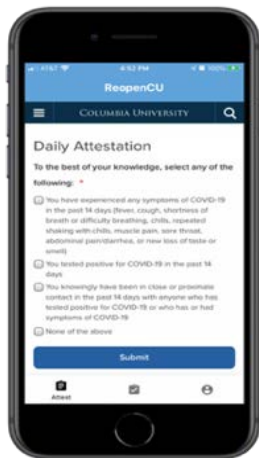 AT&T 4:52 PM 100%
ReopenCU
COLUMBIA UNIVERSITY
Daily Attestation
To the best of your knowledge, select any of the
following: *
You have experienced any symptoms of COVID-19
in the past 14 days (fever, cough, shortness of
breath or difficulty breathing, chills, repeated
shaking with chills, muscle pain, sore throat,
abdominal pain/diarrhea, or new loss of taste or
smell)
You tested positive for COVID-19 in the past 14
days
You knowingly have been in close or proximate
contact in the past 14 days with anyone who has
tested positive for COVID-19 or who has or had
symptoms of COVID-19
None of the above
Submit
Attest